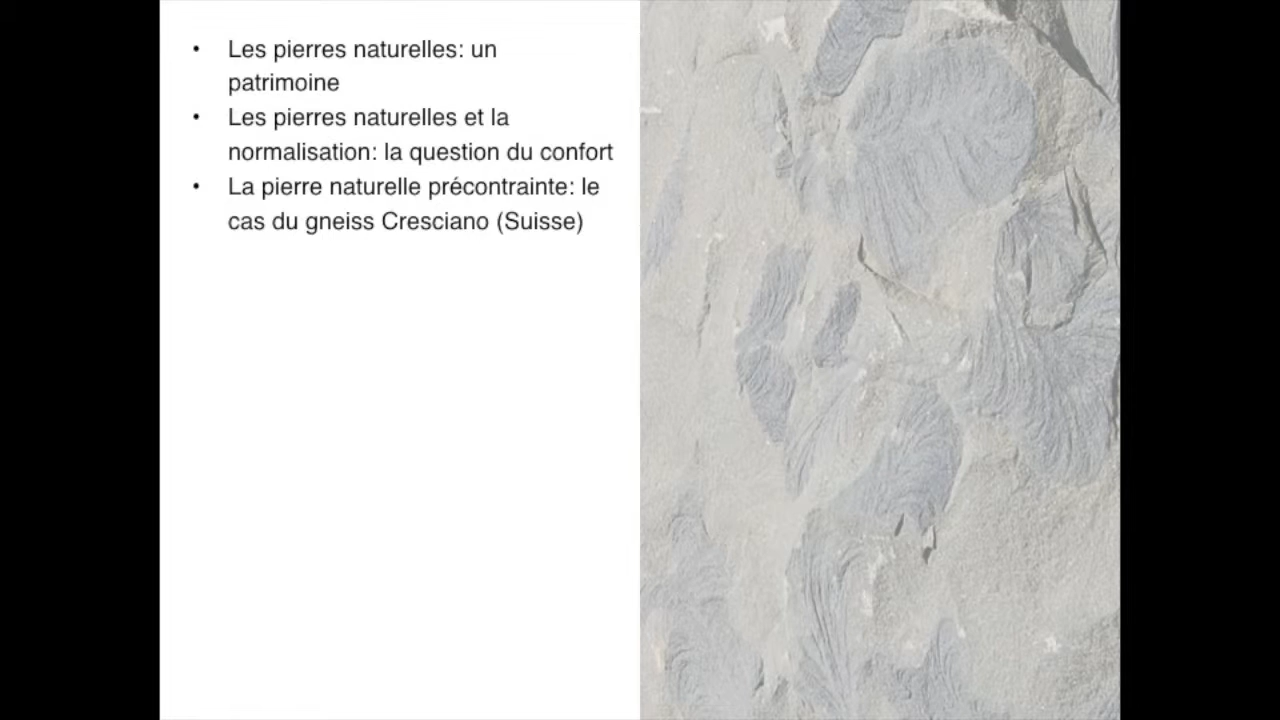 • Les pierres naturelles: un
patrimoine
• Les pierres naturelles et la
normalisation: la question du confort
• La pierre naturelle précontrainte: le
cas du gneiss Cresciano (Suisse)